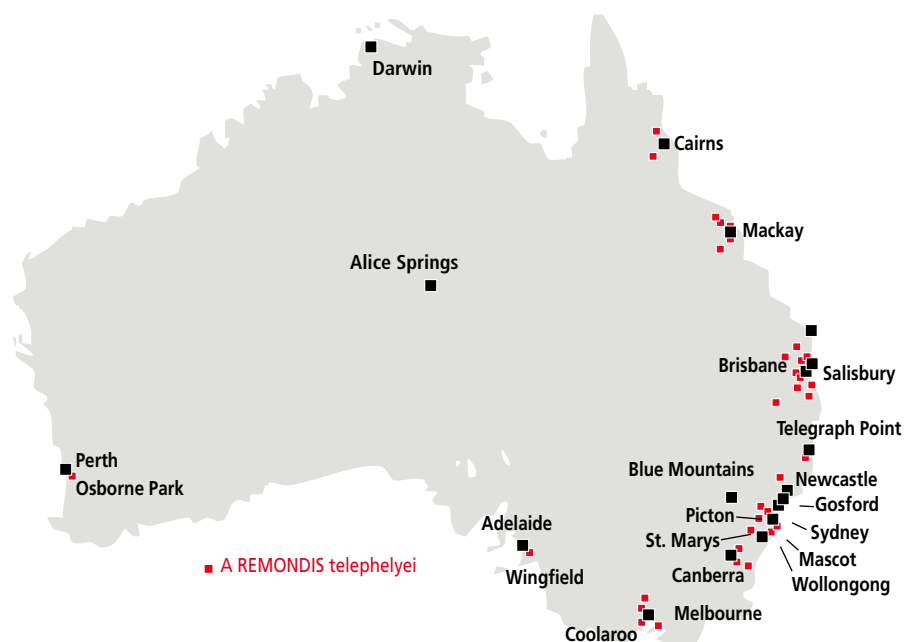 Darwin
Cairns
Mackay
Alice Springs
Brisbane
Salisbury
Telegraph Point
Perth
Osborne Park
Blue Mountains
Newcastle
Gosford
Picton
Sydney
Adelaide
St. Marys
Mascot
Wingfield
Canberra
Wollongong
A REMONDIS telephelyei
Melbourne
Coolaroo